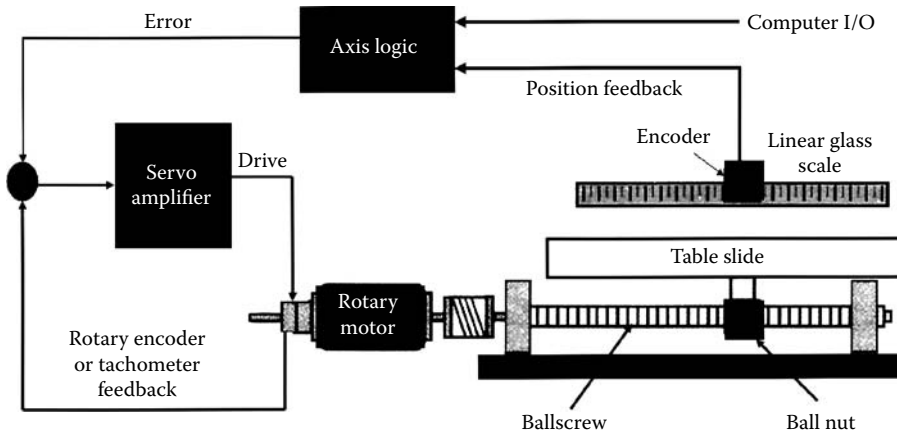 Error
Axis logic
Computer I/O
Position feedback
Encoder
Linear glass
scale
Servo
amplifier
Drive
Table slide
Rotary
motor
Rotary encoder
or tachometer
feedback
Ballscrew
Ball nut